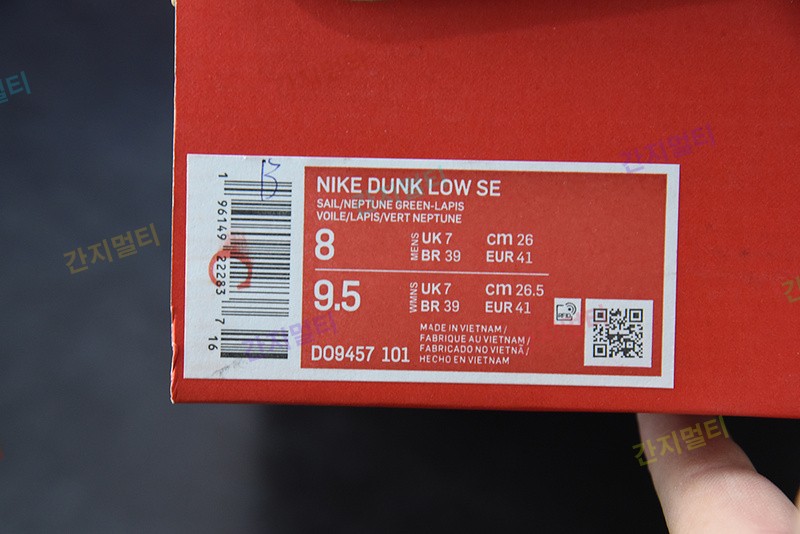 NIKE DUNK LOW SE
SAIL/NEPTUNE GREEN-LAPIS
VOILE/LAPIS/VERT NEPTUNE
8
MENS
UK 7 cm 26
BR 39 EUR 41
9.5
WMNS
UK 7 cm 26.5
BR 39 EUR 41
DO9457 101
MADE IN VIETNAM /
FABRIQUE AU VIETNAM /
FABRICADO NO VIETNÃ /
HECHO EN VIETNAM
RFID
1 96149 22283 7 16
B
간지멀티
간지멀티
간지멀티
간지멀티
멀티